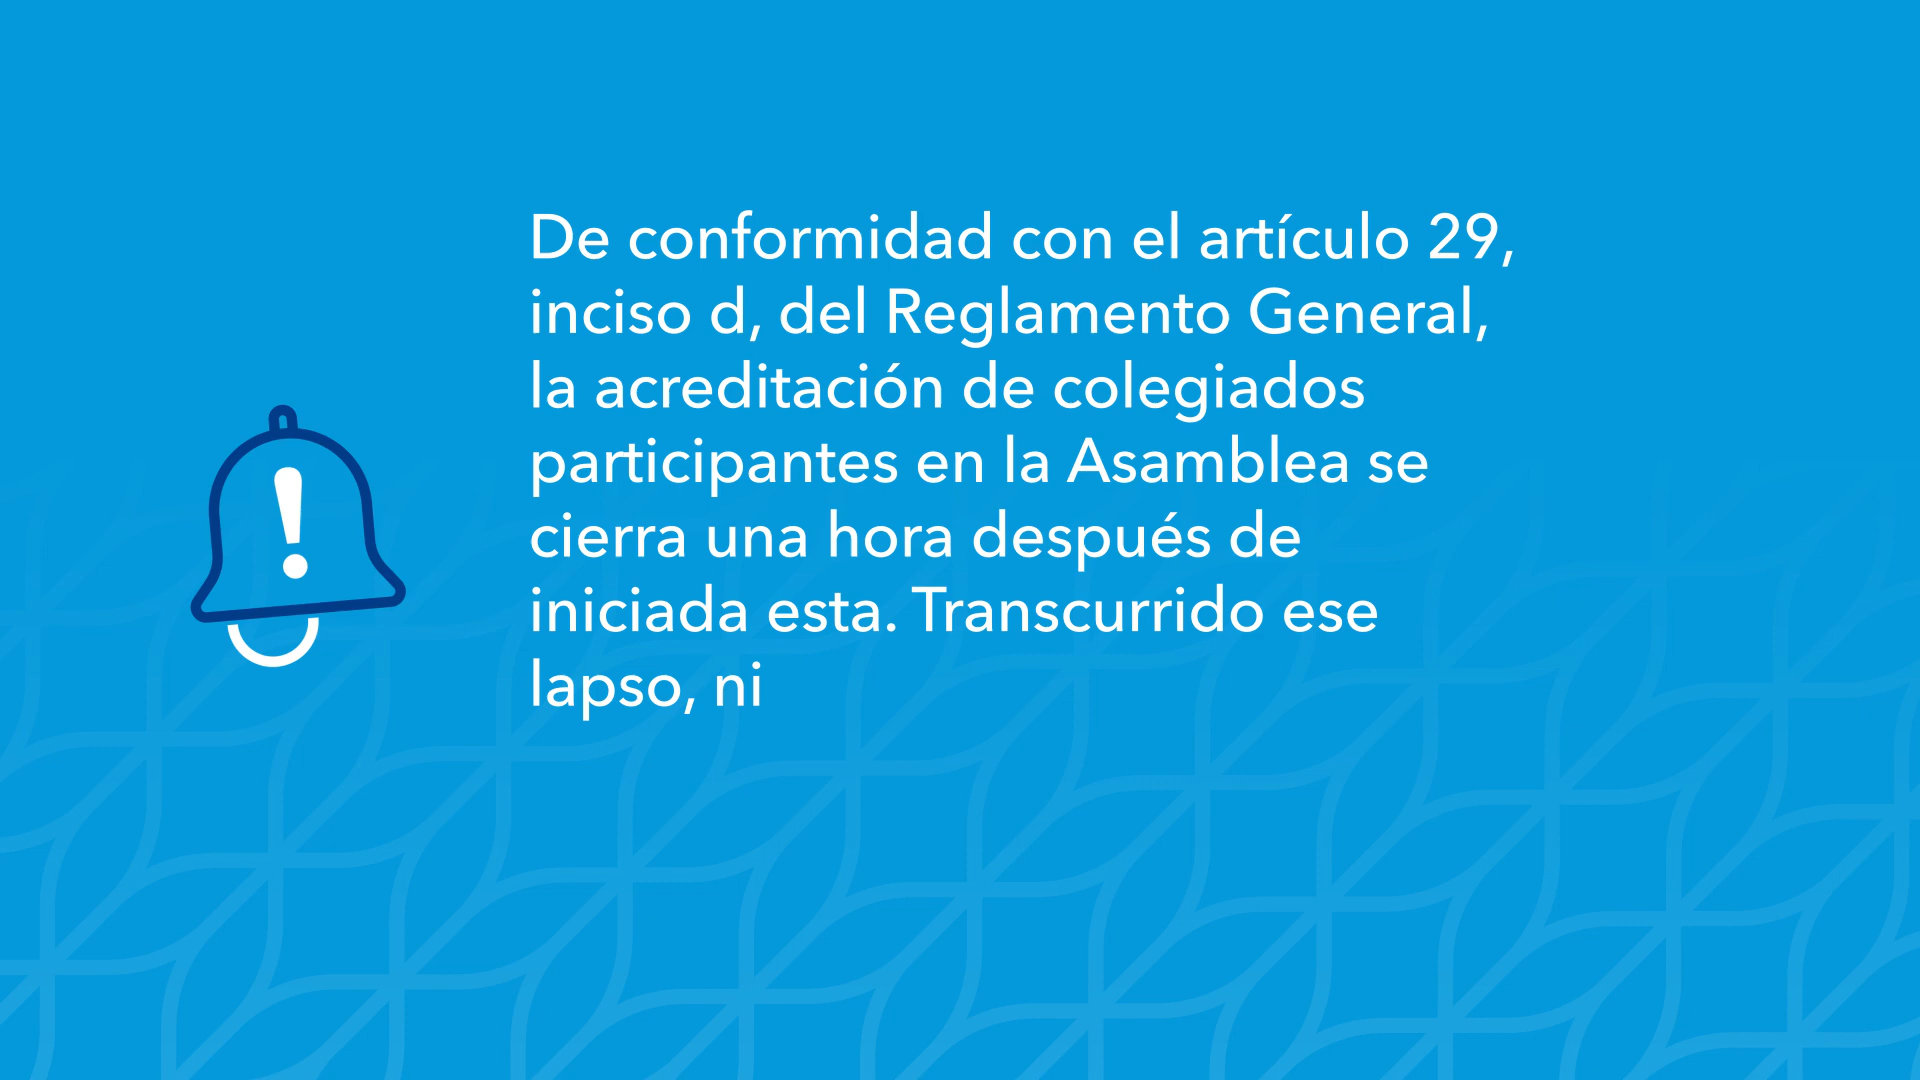 De conformidad con el artículo 29,
inciso d, del Reglamento General,
la acreditación de colegiados
participantes en la Asamblea se
cierra una hora después de
iniciada esta. Transcurrido ese
lapso, ni